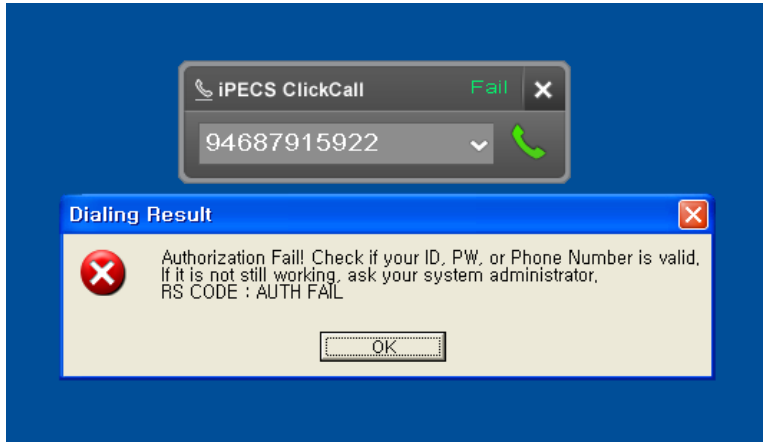 iPECS ClickCall Fail
94687915922
Dialing Result
Authorization Fail! Check if your ID, PW, or Phone Number is valid,
If it is not still working, ask your system administrator,
RS CODE : AUTH FAIL
OK